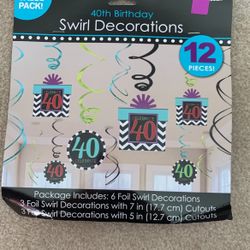 PACK!
40th Birthday
Swirl Decorations
12
PIECES!
40
40
40
CELEBRATE
40
40
Package Includes: 6 Foil Swirl Decorations
3 Foil Swirl Decorations with 7 in (17.7 cm) Cutouts
3 Foil Swirl Decorations with 5 in (12.7 cm) Cutouts